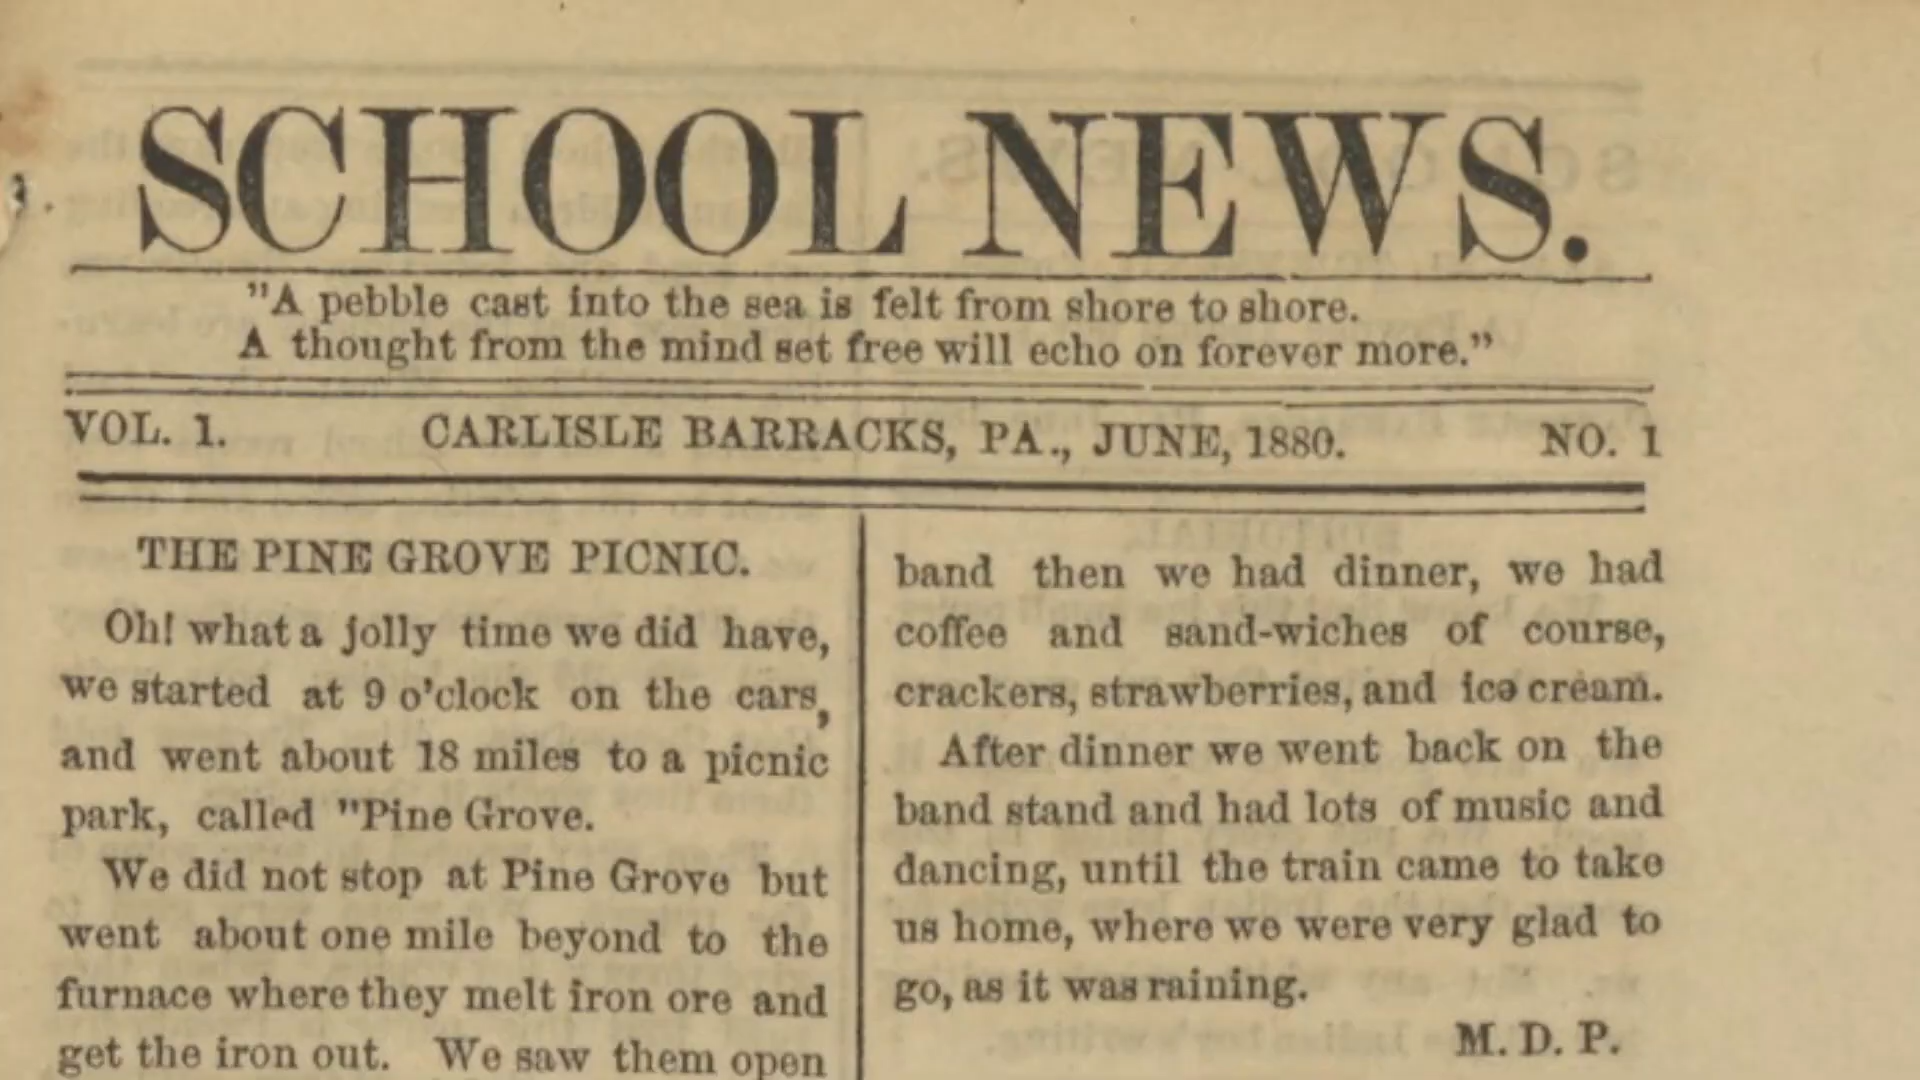 SCHOOL NEWS.
"A pebble cast into the sea is felt from shore to shore.
A thought from the mind set free will echo on forever more."
VOL. 1. CARLISLE BARRACKS, PA., JUNE, 1880. NO. 1
THE PINE GROVE PICNIC.
Oh! what a jolly time we did have,
we started at 9 o'clock on the cars,
and went about 18 miles to a picnic
park, called "Pine Grove.
We did not stop at Pine Grove but
went about one mile beyond to the
furnace where they melt iron ore and
get the iron out. We saw them open
band then we had dinner, we had
coffee and sand-wiches of course,
crackers, strawberries, and ice cream.
After dinner we went back on the
band stand and had lots of music and
dancing, until the train came to take
us home, where we were very glad to
go, as it was raining.
M. D. P.